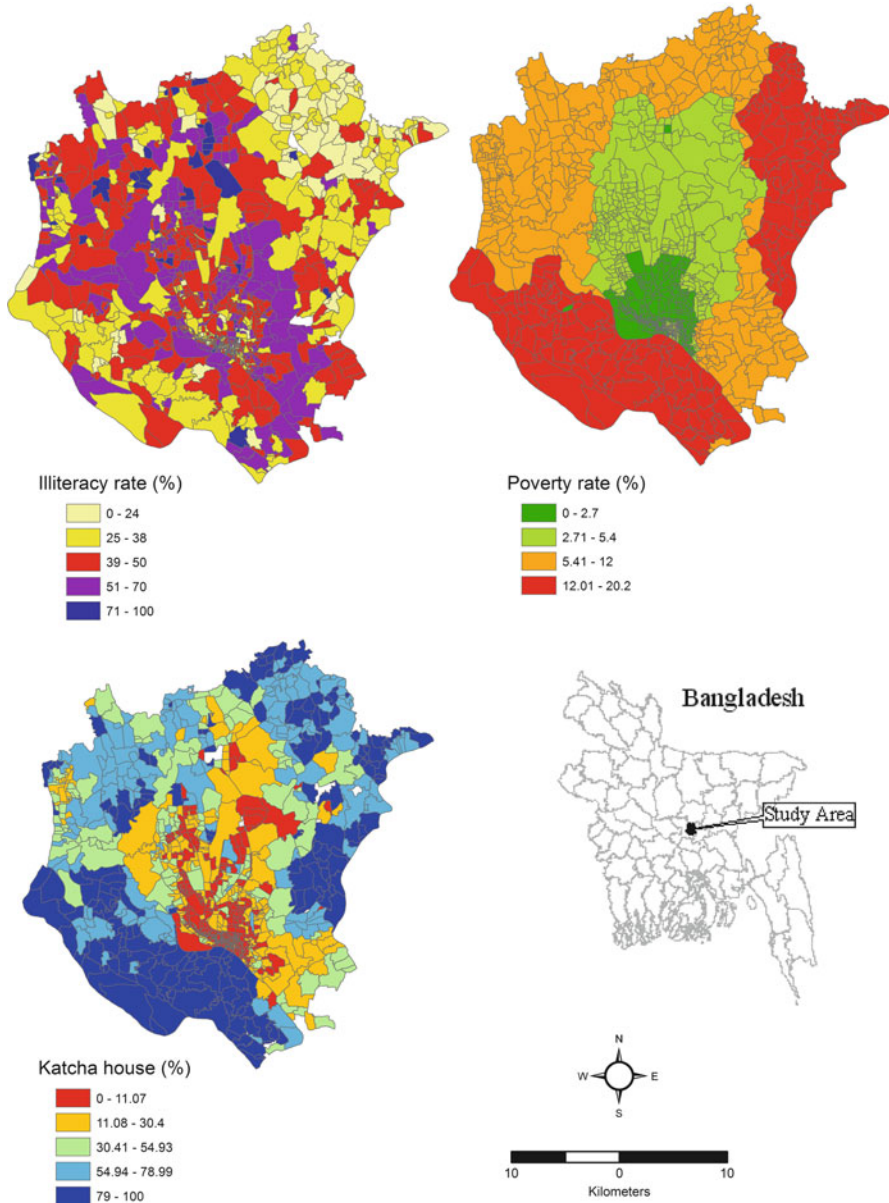 Illiteracy rate (%)
0 - 24
25 - 38
39 - 50
51 - 70
71 - 100
Poverty rate (%)
0 - 2.7
2.71 - 5.4
5.41 - 12
12.01 - 20.2
Katcha house (%)
0 - 11.07
11.08 - 30.4
30.41 - 54.93
54.94 - 78.99
79 - 100
Bangladesh
Study Area
N
W E
S
10 0 10
Kilometers